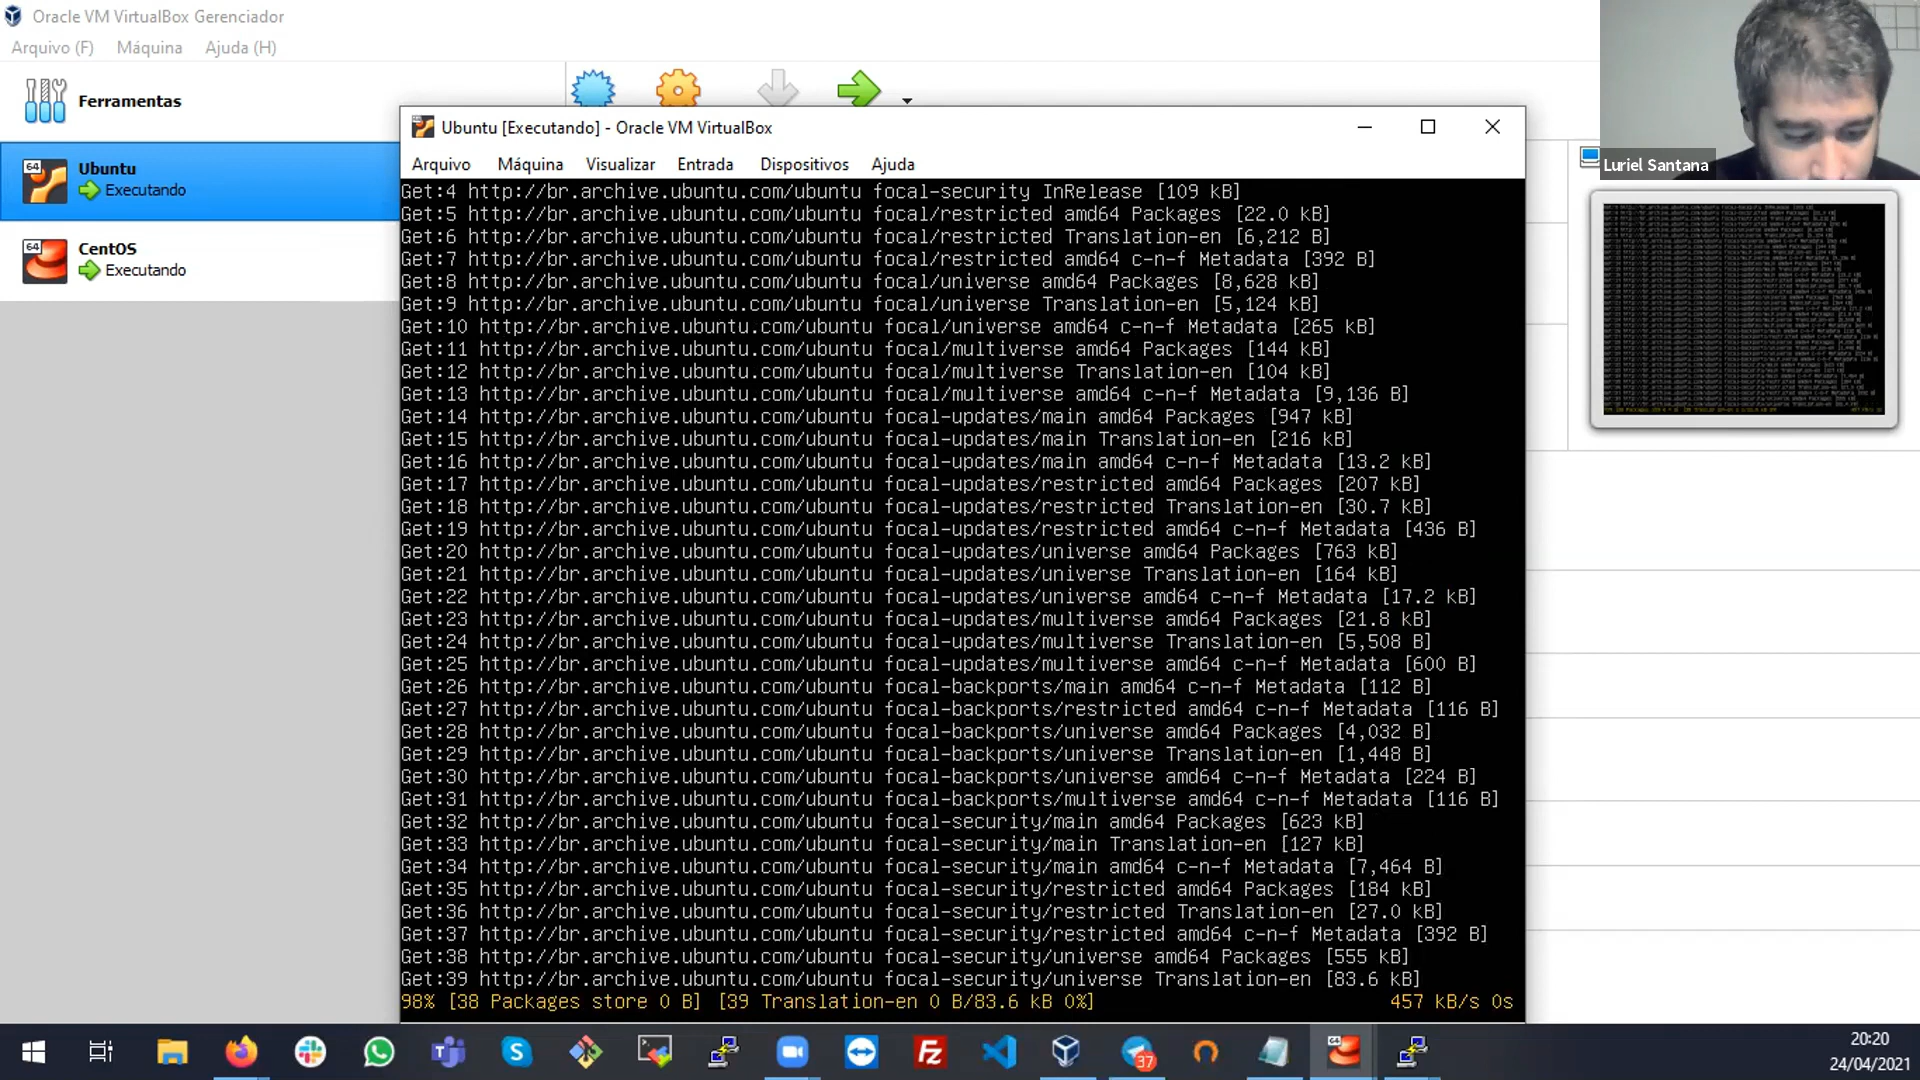 Oracle VM VirtualBox Gerenciador
Arquivo (F) Máquina Ajuda (H)
Ferramentas
64 Ubuntu
Executando
64 CentOS
Executando
Ubuntu [Executando] - Oracle VM VirtualBox
Arquivo Máquina Visualizar Entrada Dispositivos Ajuda
Get:4 http://br.archive.ubuntu.com/ubuntu focal-security InRelease [109 kB]
Get:5 http://br.archive.ubuntu.com/ubuntu focal/restricted amd64 Packages [22.0 kB]
Get:6 http://br.archive.ubuntu.com/ubuntu focal/restricted Translation-en [6,212 B]
Get:7 http://br.archive.ubuntu.com/ubuntu focal/restricted amd64 c-n-f Metadata [392 B]
Get:8 http://br.archive.ubuntu.com/ubuntu focal/universe amd64 Packages [8,628 kB]
Get:9 http://br.archive.ubuntu.com/ubuntu focal/universe Translation-en [5,124 kB]
Get:10 http://br.archive.ubuntu.com/ubuntu focal/universe amd64 c-n-f Metadata [265 kB]
Get:11 http://br.archive.ubuntu.com/ubuntu focal/multiverse amd64 Packages [144 kB]
Get:12 http://br.archive.ubuntu.com/ubuntu focal/multiverse Translation-en [104 kB]
Get:13 http://br.archive.ubuntu.com/ubuntu focal/multiverse amd64 c-n-f Metadata [9,136 B]
Get:14 http://br.archive.ubuntu.com/ubuntu focal-updates/main amd64 Packages [947 kB]
Get:15 http://br.archive.ubuntu.com/ubuntu focal-updates/main Translation-en [216 kB]
Get:16 http://br.archive.ubuntu.com/ubuntu focal-updates/main amd64 c-n-f Metadata [13.2 kB]
Get:17 http://br.archive.ubuntu.com/ubuntu focal-updates/restricted amd64 Packages [207 kB]
Get:18 http://br.archive.ubuntu.com/ubuntu focal-updates/restricted Translation-en [30.7 kB]
Get:19 http://br.archive.ubuntu.com/ubuntu focal-updates/restricted amd64 c-n-f Metadata [436 B]
Get:20 http://br.archive.ubuntu.com/ubuntu focal-updates/universe amd64 Packages [763 kB]
Get:21 http://br.archive.ubuntu.com/ubuntu focal-updates/universe Translation-en [164 kB]
Get:22 http://br.archive.ubuntu.com/ubuntu focal-updates/universe amd64 c-n-f Metadata [17.2 kB]
Get:23 http://br.archive.ubuntu.com/ubuntu focal-updates/multiverse amd64 Packages [21.8 kB]
Get:24 http://br.archive.ubuntu.com/ubuntu focal-updates/multiverse Translation-en [5,508 B]
Get:25 http://br.archive.ubuntu.com/ubuntu focal-updates/multiverse amd64 c-n-f Metadata [600 B]
Get:26 http://br.archive.ubuntu.com/ubuntu focal-backports/main amd64 c-n-f Metadata [112 B]
Get:27 http://br.archive.ubuntu.com/ubuntu focal-backports/restricted amd64 c-n-f Metadata [116 B]
Get:28 http://br.archive.ubuntu.com/ubuntu focal-backports/universe amd64 Packages [4,032 B]
Get:29 http://br.archive.ubuntu.com/ubuntu focal-backports/universe Translation-en [1,448 B]
Get:30 http://br.archive.ubuntu.com/ubuntu focal-backports/universe amd64 c-n-f Metadata [224 B]
Get:31 http://br.archive.ubuntu.com/ubuntu focal-backports/multiverse amd64 c-n-f Metadata [116 B]
Get:32 http://br.archive.ubuntu.com/ubuntu focal-security/main amd64 Packages [623 kB]
Get:33 http://br.archive.ubuntu.com/ubuntu focal-security/main Translation-en [127 kB]
Get:34 http://br.archive.ubuntu.com/ubuntu focal-security/main amd64 c-n-f Metadata [7,464 B]
Get:35 http://br.archive.ubuntu.com/ubuntu focal-security/restricted amd64 Packages [184 kB]
Get:36 http://br.archive.ubuntu.com/ubuntu focal-security/restricted Translation-en [27.0 kB]
Get:37 http://br.archive.ubuntu.com/ubuntu focal-security/restricted amd64 c-n-f Metadata [392 B]
Get:38 http://br.archive.ubuntu.com/ubuntu focal-security/universe amd64 Packages [555 kB]
Get:39 http://br.archive.ubuntu.com/ubuntu focal-security/universe Translation-en [83.6 kB]
98% [38 Packages store 0 B] [39 Translation-en 0 B/83.6 kB 0%] 457 kB/s 0s
Luriel Santana
37
20:20
24/04/2021